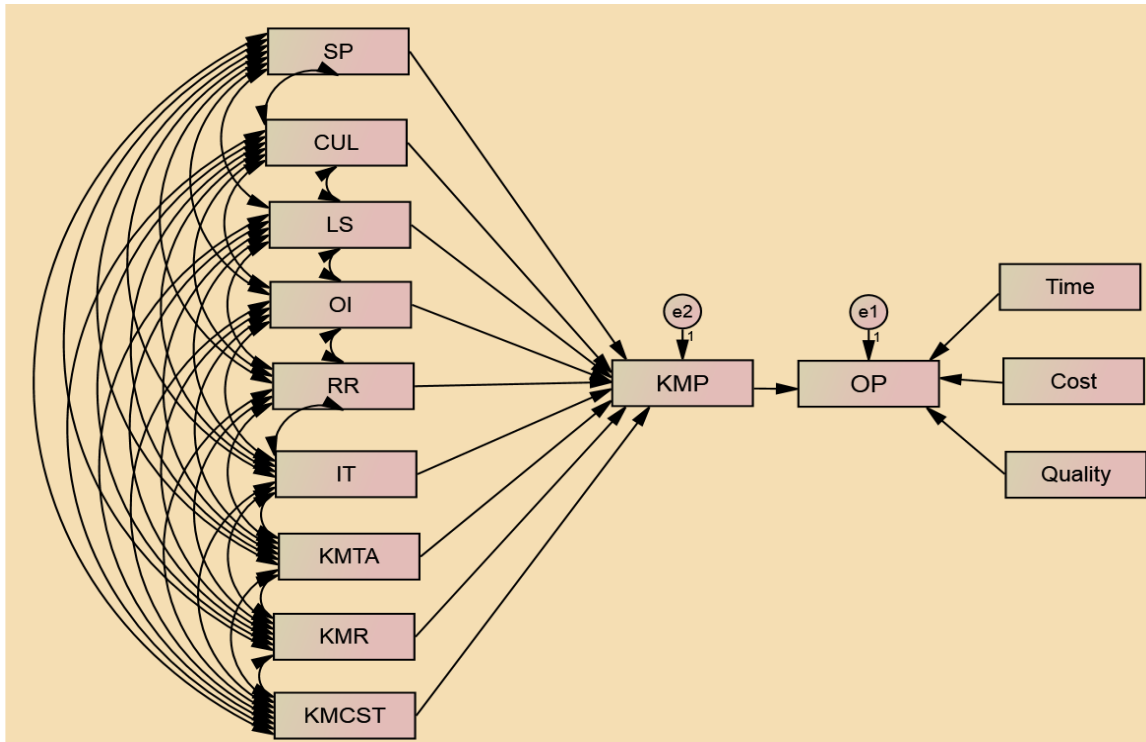 SP
CUL
LS
OI
RR
IT
KMTA
KMR
KMCST
e2
1
KMP
e1
1
OP
Time
Cost
Quality